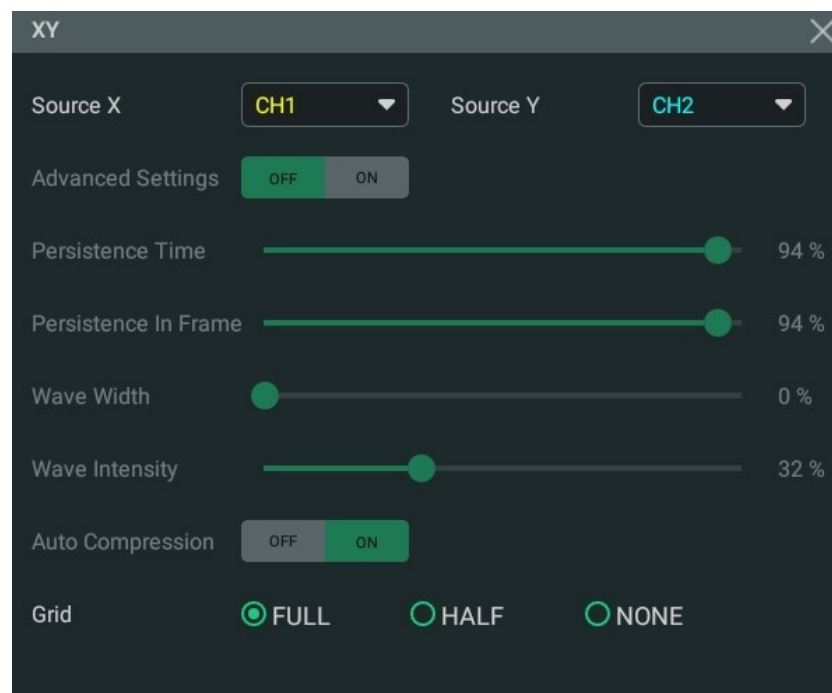 XY
Source X CH1 Source Y CH2
Advanced Settings OFF ON
Persistence Time 94 %
Persistence In Frame 94 %
Wave Width 0 %
Wave Intensity 32 %
Auto Compression OFF ON
Grid FULL HALF NONE